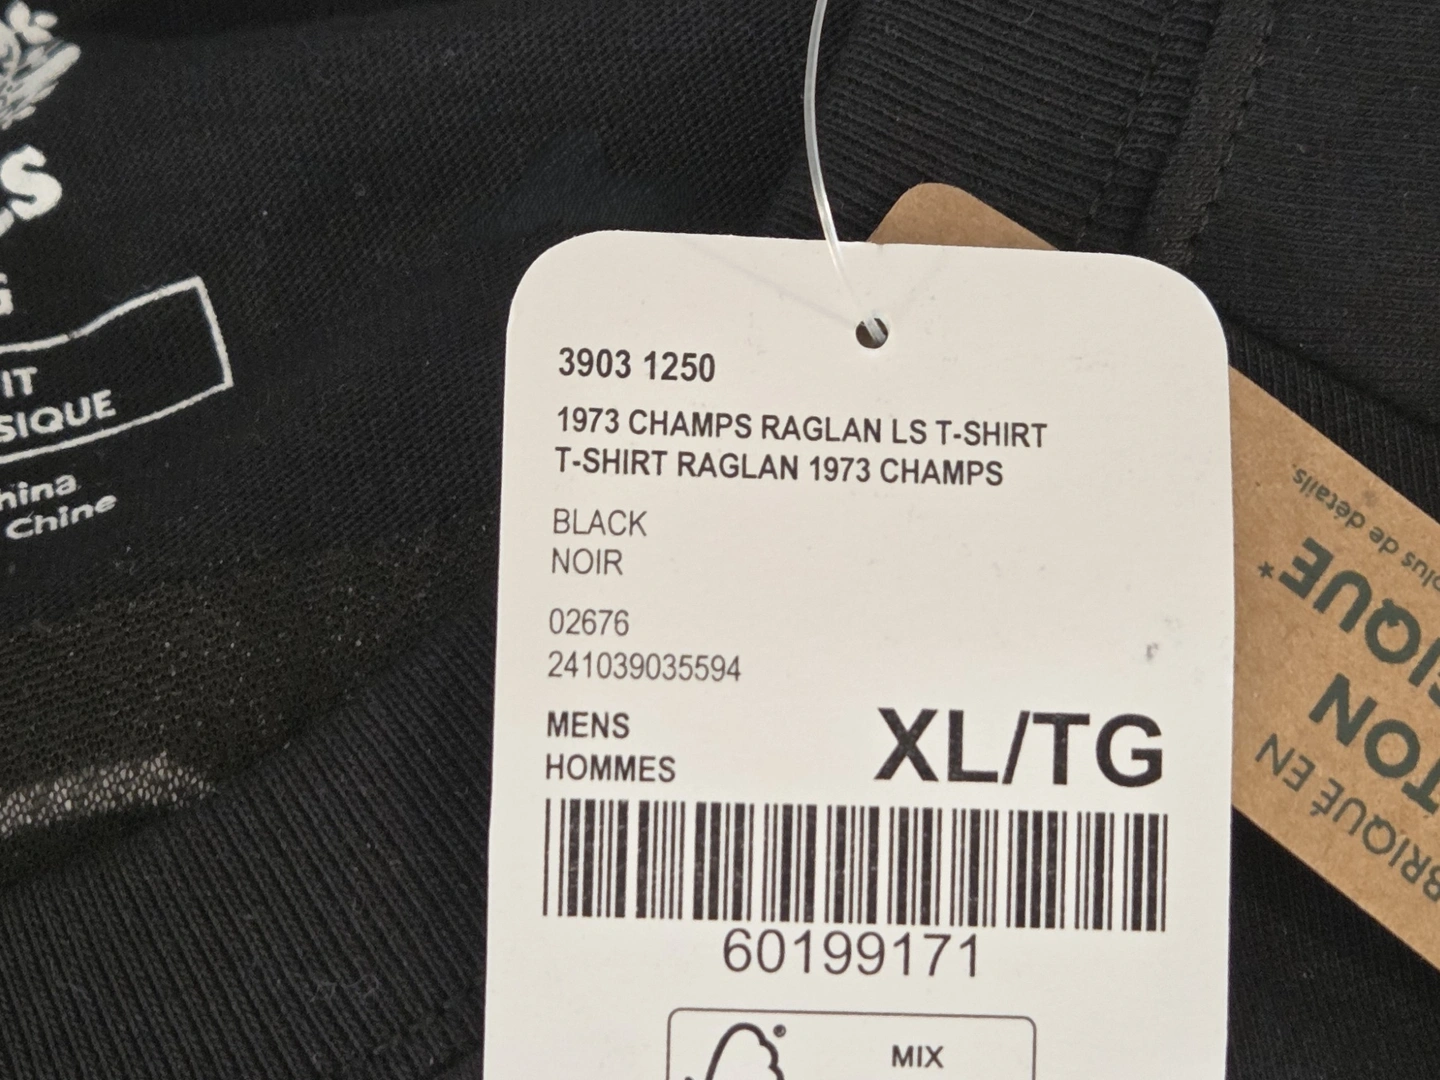 S
G
IT
SIQUE
hina
Chine
3903 1250
1973 CHAMPS RAGLAN LS T-SHIRT
T-SHIRT RAGLAN 1973 CHAMPS
BLACK
NOIR
02676
241039035594
MENS
HOMMES
XL/TG
60199171
®
MIX
BRIQUÉ EN
TON
GIQUE*
plus de détails.